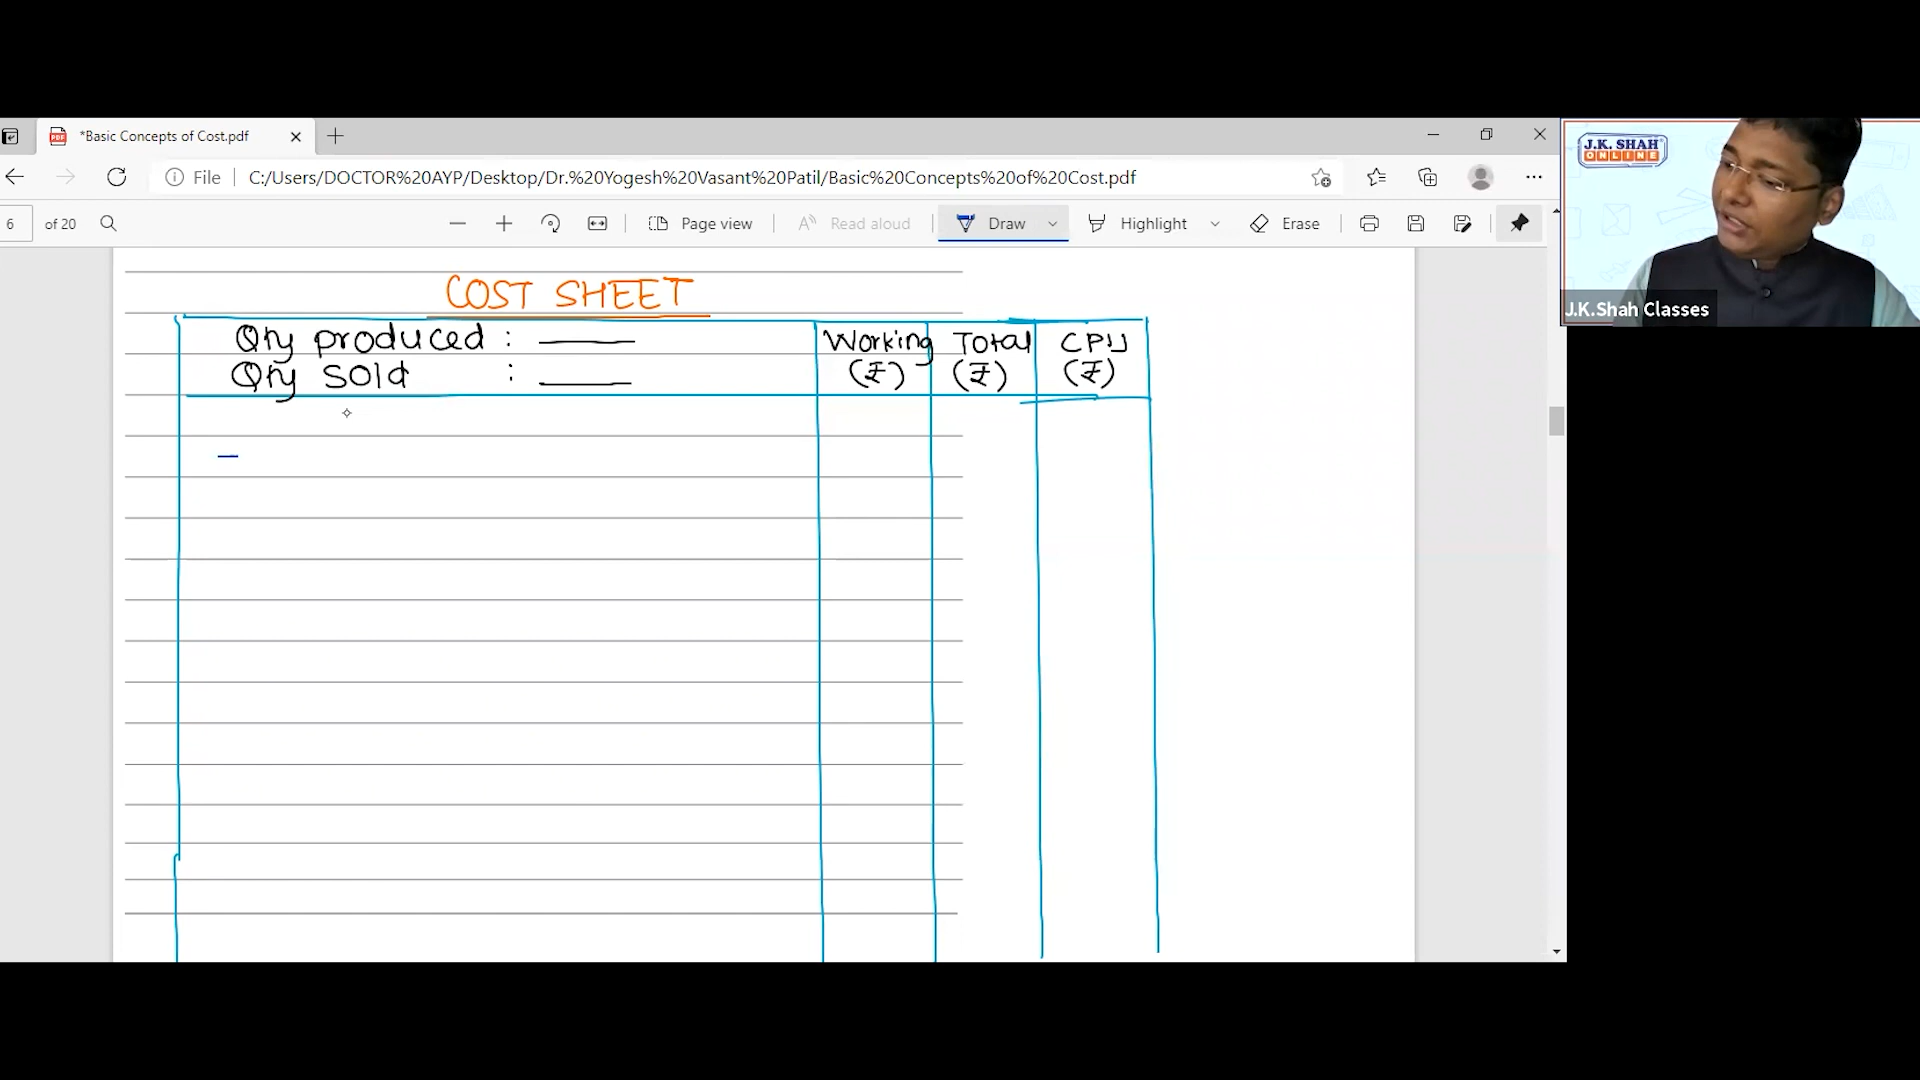 *Basic Concepts of Cost.pdf
File C:/Users/DOCTOR%20AYP/Desktop/Dr.%20Yogesh%20Vasant%20Patil/Basic%20Concepts%20of%20Cost.pdf
6 of 20 Page view Read aloud Draw Highlight Erase
J.K. SHAH
ONLINE
J.K.Shah Classes
COST SHEET
Qty produced : Working Total CPU
Qty Sold : (₹) (₹) (₹)